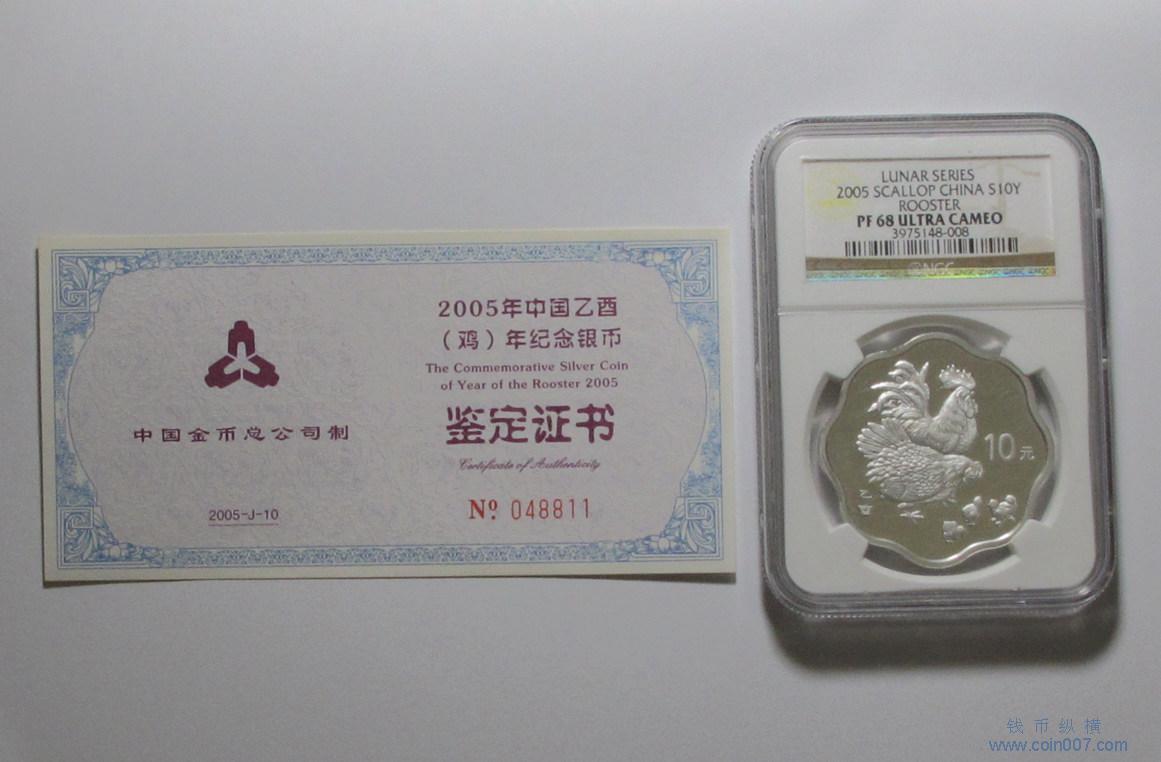 2005年中国乙酉
（鸡）年纪念银币
The Commemorative Silver Coin
of Year of the Rooster 2005
鉴定证书
Certificate of Authenticity
Nº 048811
中国金币总公司制
2005-J-10
LUNAR SERIES
2005 SCALLOP CHINA S10Y
ROOSTER
PF 68 ULTRA CAMEO
3975148-008
NGC
10元
乙
酉
钱币纵横
www.coin007.com